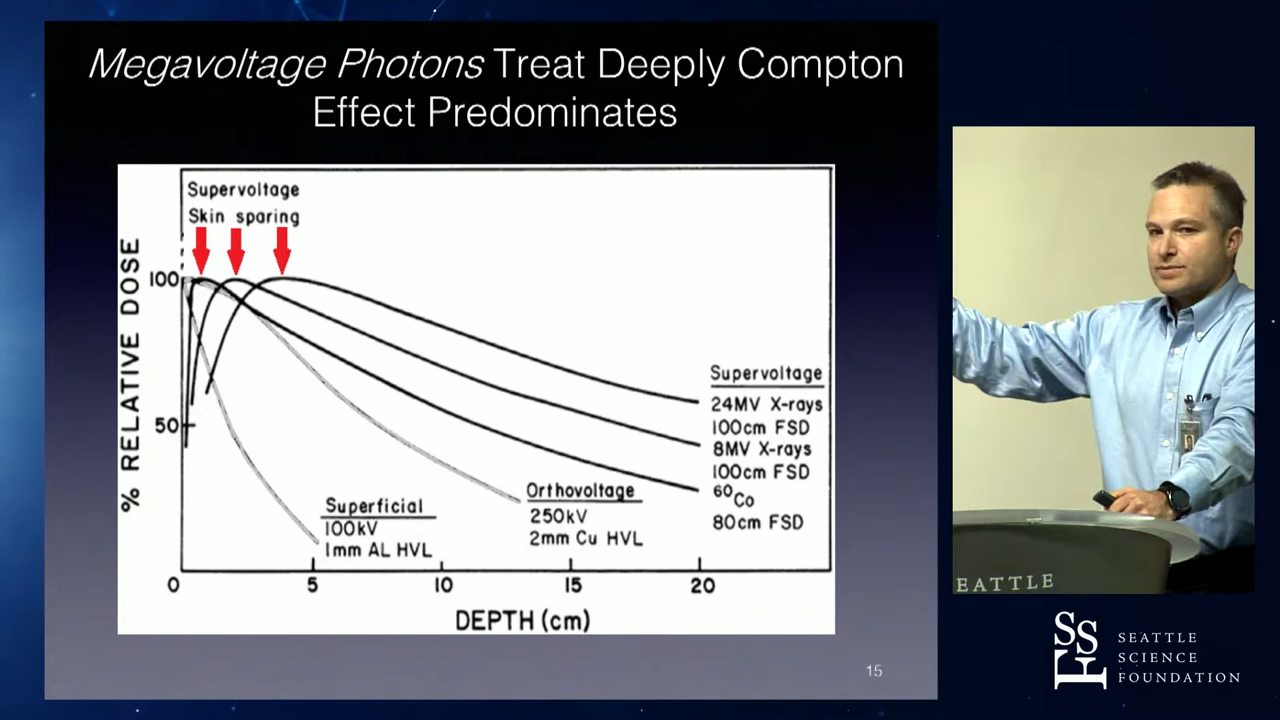 Megavoltage Photons Treat Deeply Compton
Effect Predominates
Supervoltage
Skin sparing
% RELATIVE DOSE
100
50
Supervoltage
24MV X-rays
100cm FSD
8MV X-rays
100cm FSD
60Co
80cm FSD
Orthovoltage
250kV
2mm Cu HVL
Superficial
100kV
1mm AL HVL
0 5 10 15 20
DEPTH (cm)
15
EATTLE
SSF
SEATTLE
SCIENCE
FOUNDATION